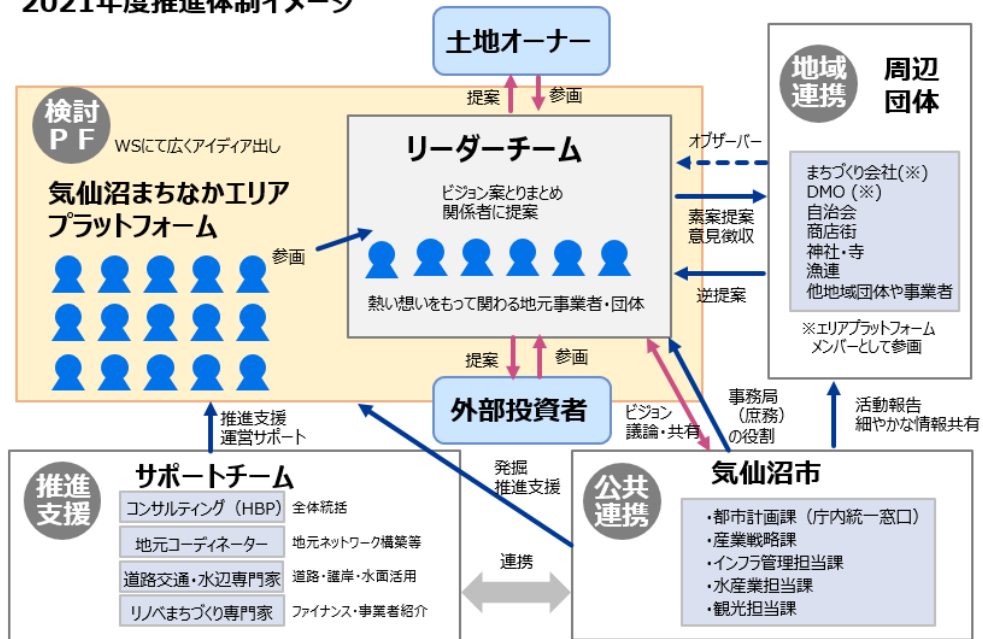 2021年度推進体制イメージ
土地オーナー
提案
参画
検討
ＰＦ
WSにて広くアイディア出し
気仙沼まちなかエリア
プラットフォーム
参画
リーダーチーム
ビジョン案とりまとめ
関係者に提案
熱い想いをもって関わる地元事業者・団体
オブザーバー
素案提案
意見徴収
逆提案
地域
連携
周辺
団体
まちづくり会社(※)
DMO (※)
自治会
商店街
神社・寺
漁連
他地域団体や事業者
※エリアプラットフォーム
メンバーとして参画
提案
参画
外部投資者
推進支援
運営サポート
ビジョン
議論・共有
事務局
（庶務）
の役割
活動報告
細やかな情報共有
発掘
推進支援
推進
支援
サポートチーム
コンサルティング（HBP） 全体統括
地元コーディネーター 地元ネットワーク構築等
道路交通・水辺専門家 道路・護岸・水面活用
リノベまちづくり専門家 ファイナンス・事業者紹介
連携
公共
連携
気仙沼市
・都市計画課（庁内統一窓口）
・産業戦略課
・インフラ管理担当課
・水産業担当課
・観光担当課